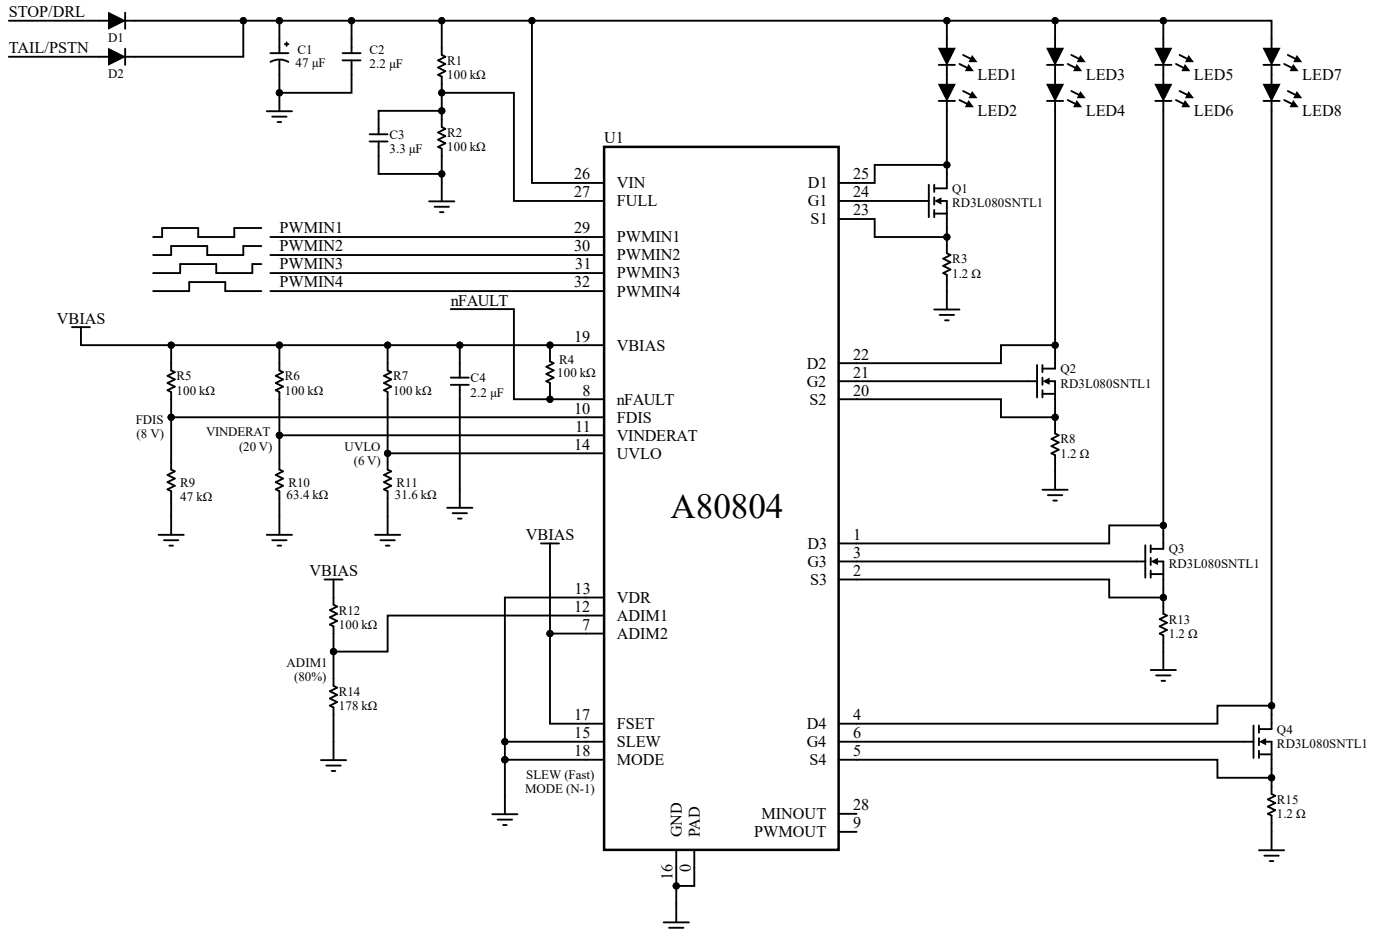 STOP/DRL
D1
TAIL/PSTN
D2
C1
47 µF
C2
2.2 µF
R1
100 kΩ
C3
3.3 µF
R2
100 kΩ
LED1
LED2
LED3
LED4
LED5
LED6
LED7
LED8
U1
26 VIN
27 FULL
PWMIN1 29 PWMIN1
PWMIN2 30 PWMIN2
PWMIN3 31 PWMIN3
PWMIN4 32 PWMIN4
nFAULT
VBIAS
19 VBIAS
R5
100 kΩ
R6
100 kΩ
R7
100 kΩ
C4
2.2 µF
R4
100 kΩ
8 nFAULT
10 FDIS
11 VINDERAT
14 UVLO
FDIS
(8 V)
VINDERAT
(20 V)
UVLO
(6 V)
R9
47 kΩ
R10
63.4 kΩ
R11
31.6 kΩ
A80804
VBIAS
VBIAS
R12
100 kΩ
ADIM1
(80%)
R14
178 kΩ
13 VDR
12 ADIM1
7 ADIM2
17 FSET
15 SLEW
18 MODE
SLEW (Fast)
MODE (N-1)
GND
PAD
16
0
D1 25
G1 24
S1 23
Q1
RD3L080SNTL1
R3
1.2 Ω
D2 22
G2 21
S2 20
Q2
RD3L080SNTL1
R8
1.2 Ω
D3 1
G3 3
S3 2
Q3
RD3L080SNTL1
R13
1.2 Ω
D4 4
G4 6
S4 5
Q4
RD3L080SNTL1
R15
1.2 Ω
MINOUT 28
PWMOUT 9